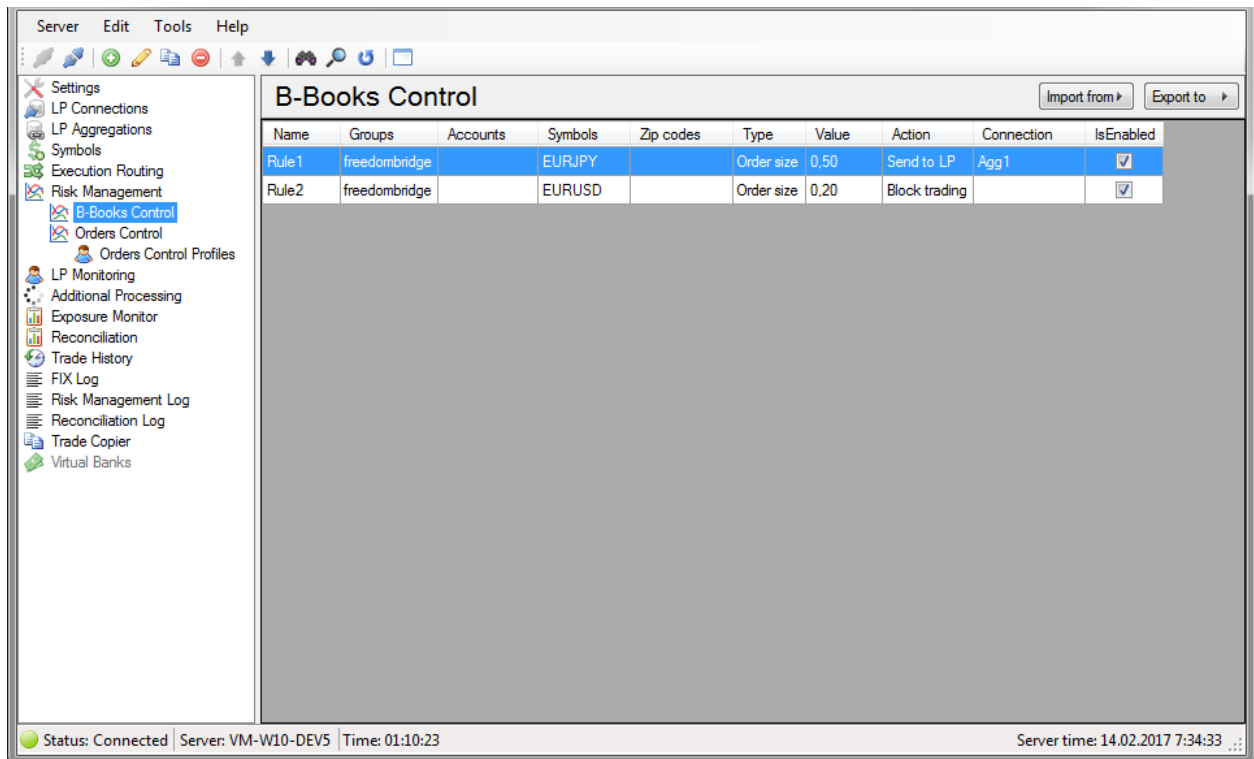 Server Edit Tools Help
Settings
LP Connections
LP Aggregations
Symbols
Execution Routing
Risk Management
B-Books Control
Orders Control
Orders Control Profiles
LP Monitoring
Additional Processing
Exposure Monitor
Reconciliation
Trade History
FIX Log
Risk Management Log
Reconciliation Log
Trade Copier
Virtual Banks
B-Books Control
Import from
Export to
Name Groups Accounts Symbols Zip codes Type Value Action Connection IsEnabled
Rule1 freedombridge EURJPY Order size 0,50 Send to LP Agg1
Rule2 freedombridge EURUSD Order size 0,20 Block trading
Status: Connected Server: VM-W10-DEV5 Time: 01:10:23 Server time: 14.02.2017 7:34:33